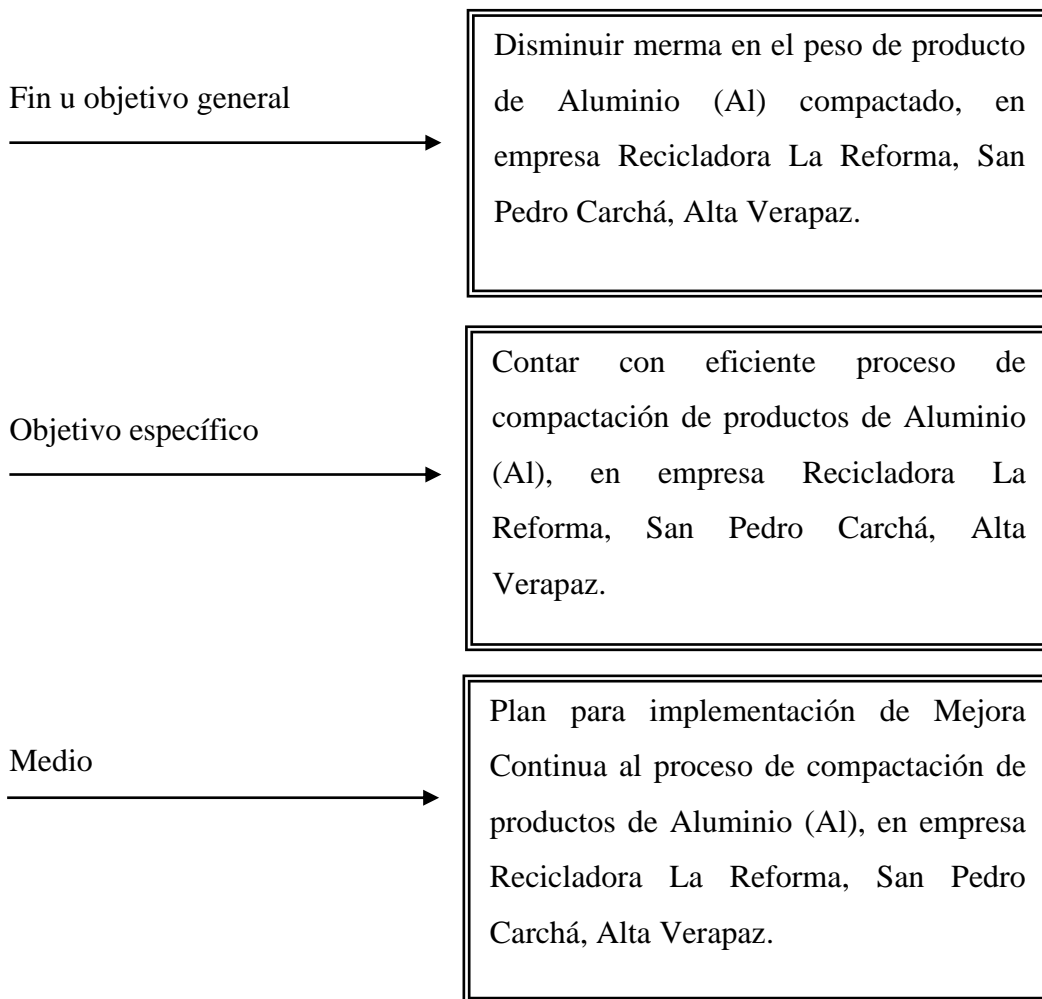 Fin u objetivo general
Disminuir merma en el peso de producto
de Aluminio (Al) compactado, en
empresa Recicladora La Reforma, San
Pedro Carchá, Alta Verapaz.
Objetivo específico
Contar con eficiente proceso de
compactación de productos de Aluminio
(Al), en empresa Recicladora La
Reforma, San Pedro Carchá, Alta
Verapaz.
Medio
Plan para implementación de Mejora
Continua al proceso de compactación de
productos de Aluminio (Al), en empresa
Recicladora La Reforma, San Pedro
Carchá, Alta Verapaz.